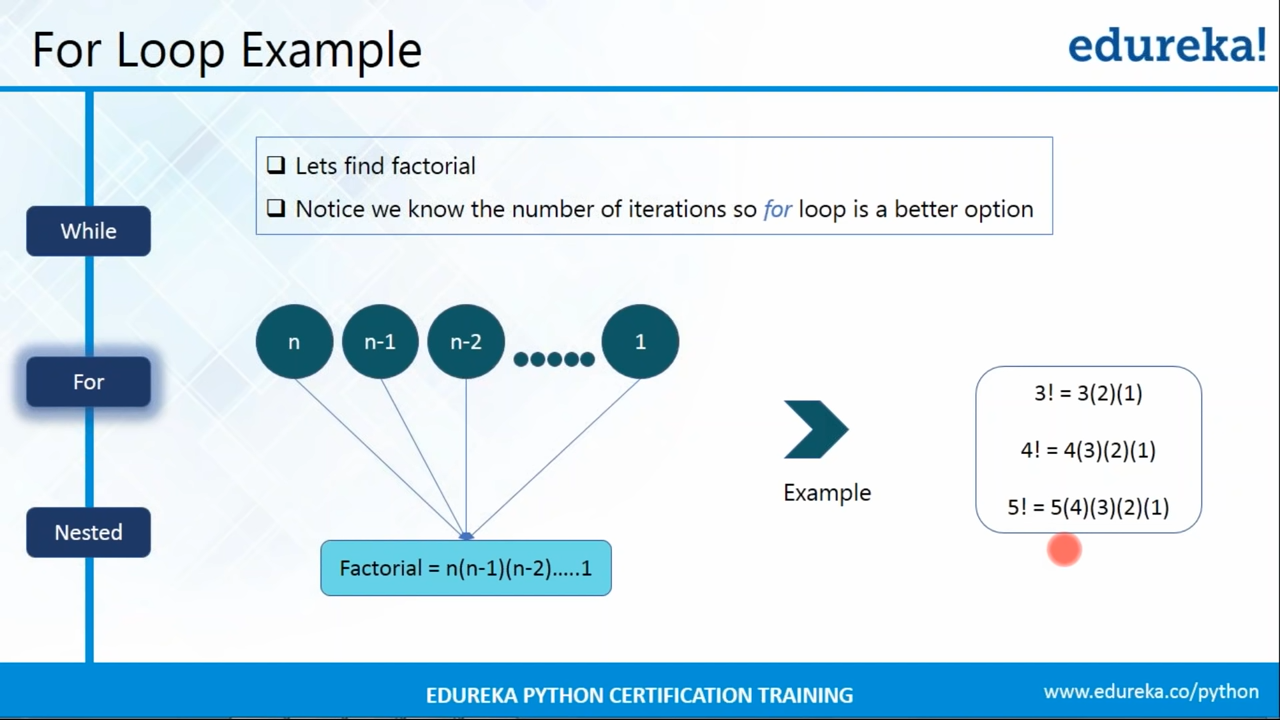 For Loop Example
edureka!
❑ Lets find factorial
❑ Notice we know the number of iterations so for loop is a better option
While
For
Nested
n
n-1
n-2
1
Factorial = n(n-1)(n-2).....1
Example
3! = 3(2)(1)
4! = 4(3)(2)(1)
5! = 5(4)(3)(2)(1)
EDUREKA PYTHON CERTIFICATION TRAINING
www.edureka.co/python